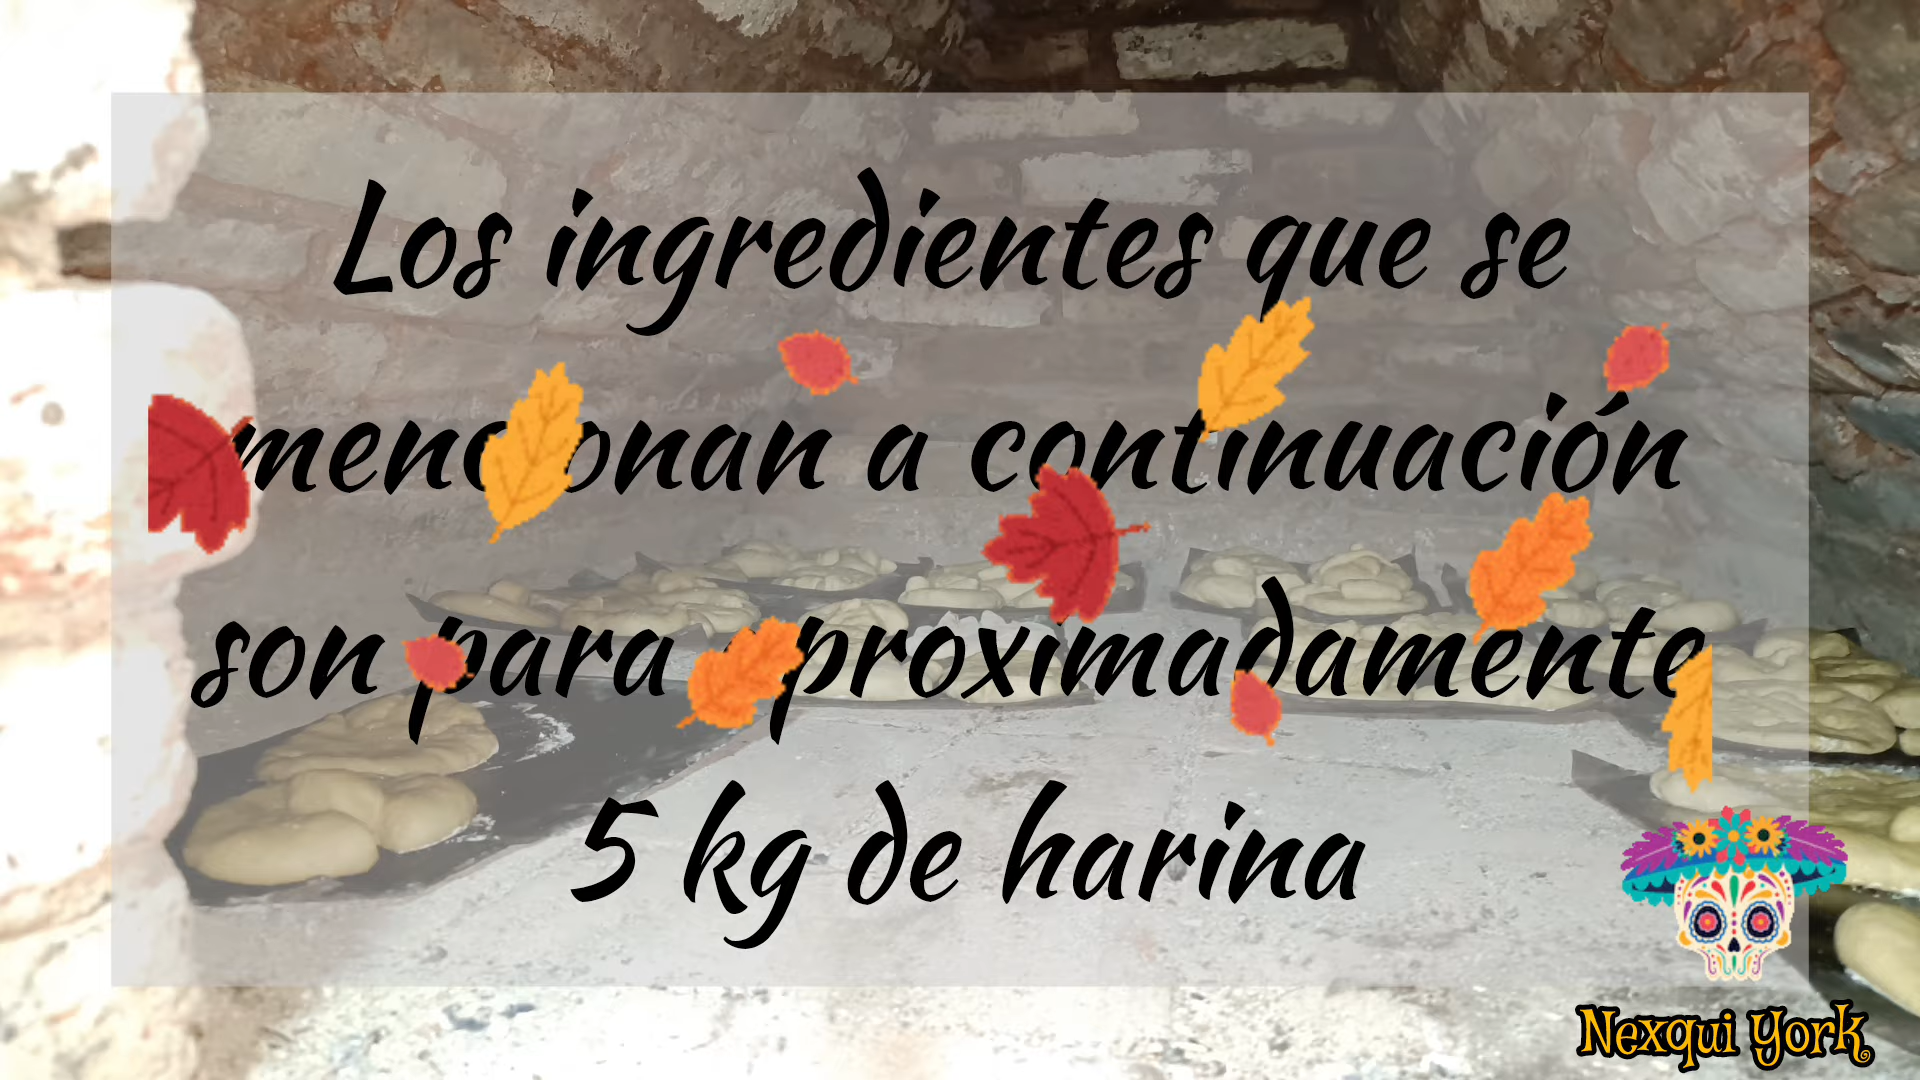 Los ingredientes que se
mencionan a continuación
son para aproximadamente
5 kg de harina
Nexqui York